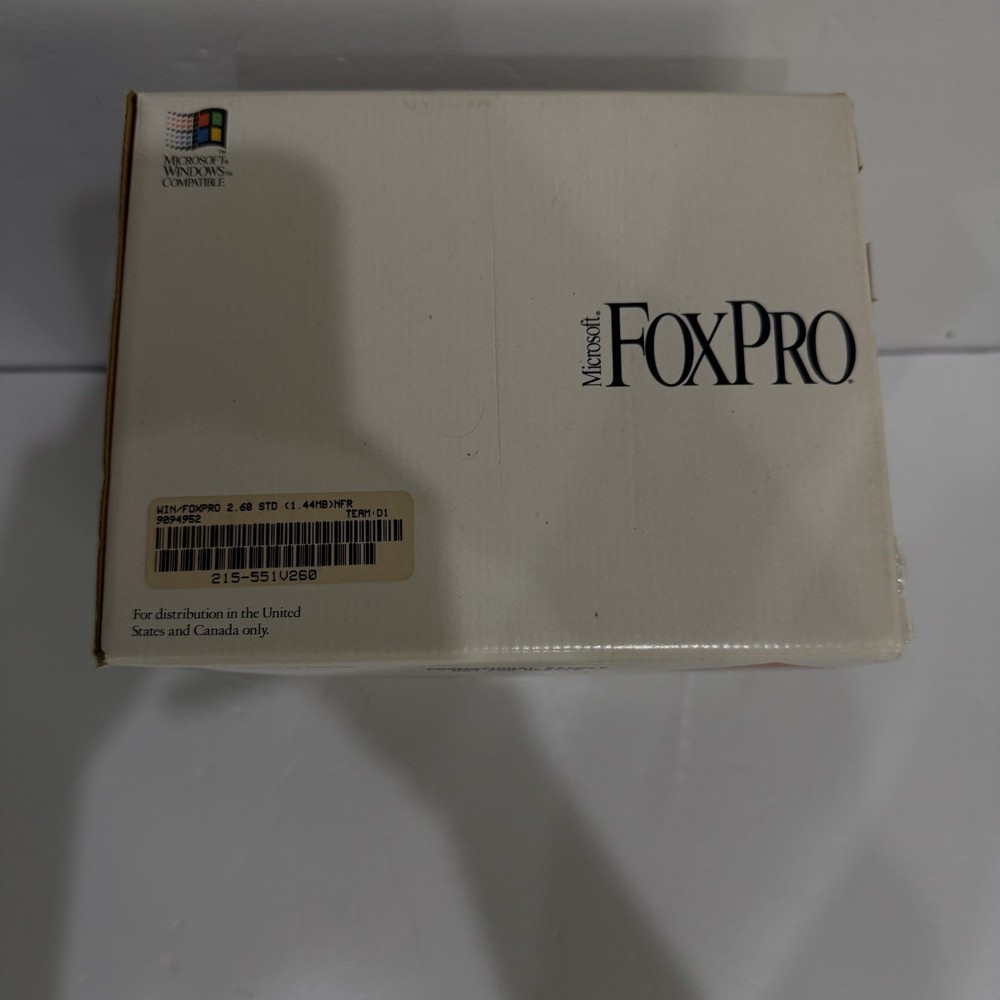 MICROSOFT®
WINDOWS™
COMPATIBLE
Microsoft®
FOXPRO®
WIN/FOXPRO 2.60 STD (1.44MB)NFR
9094952 TEAM:D1
215-551V260
For distribution in the United
States and Canada only.